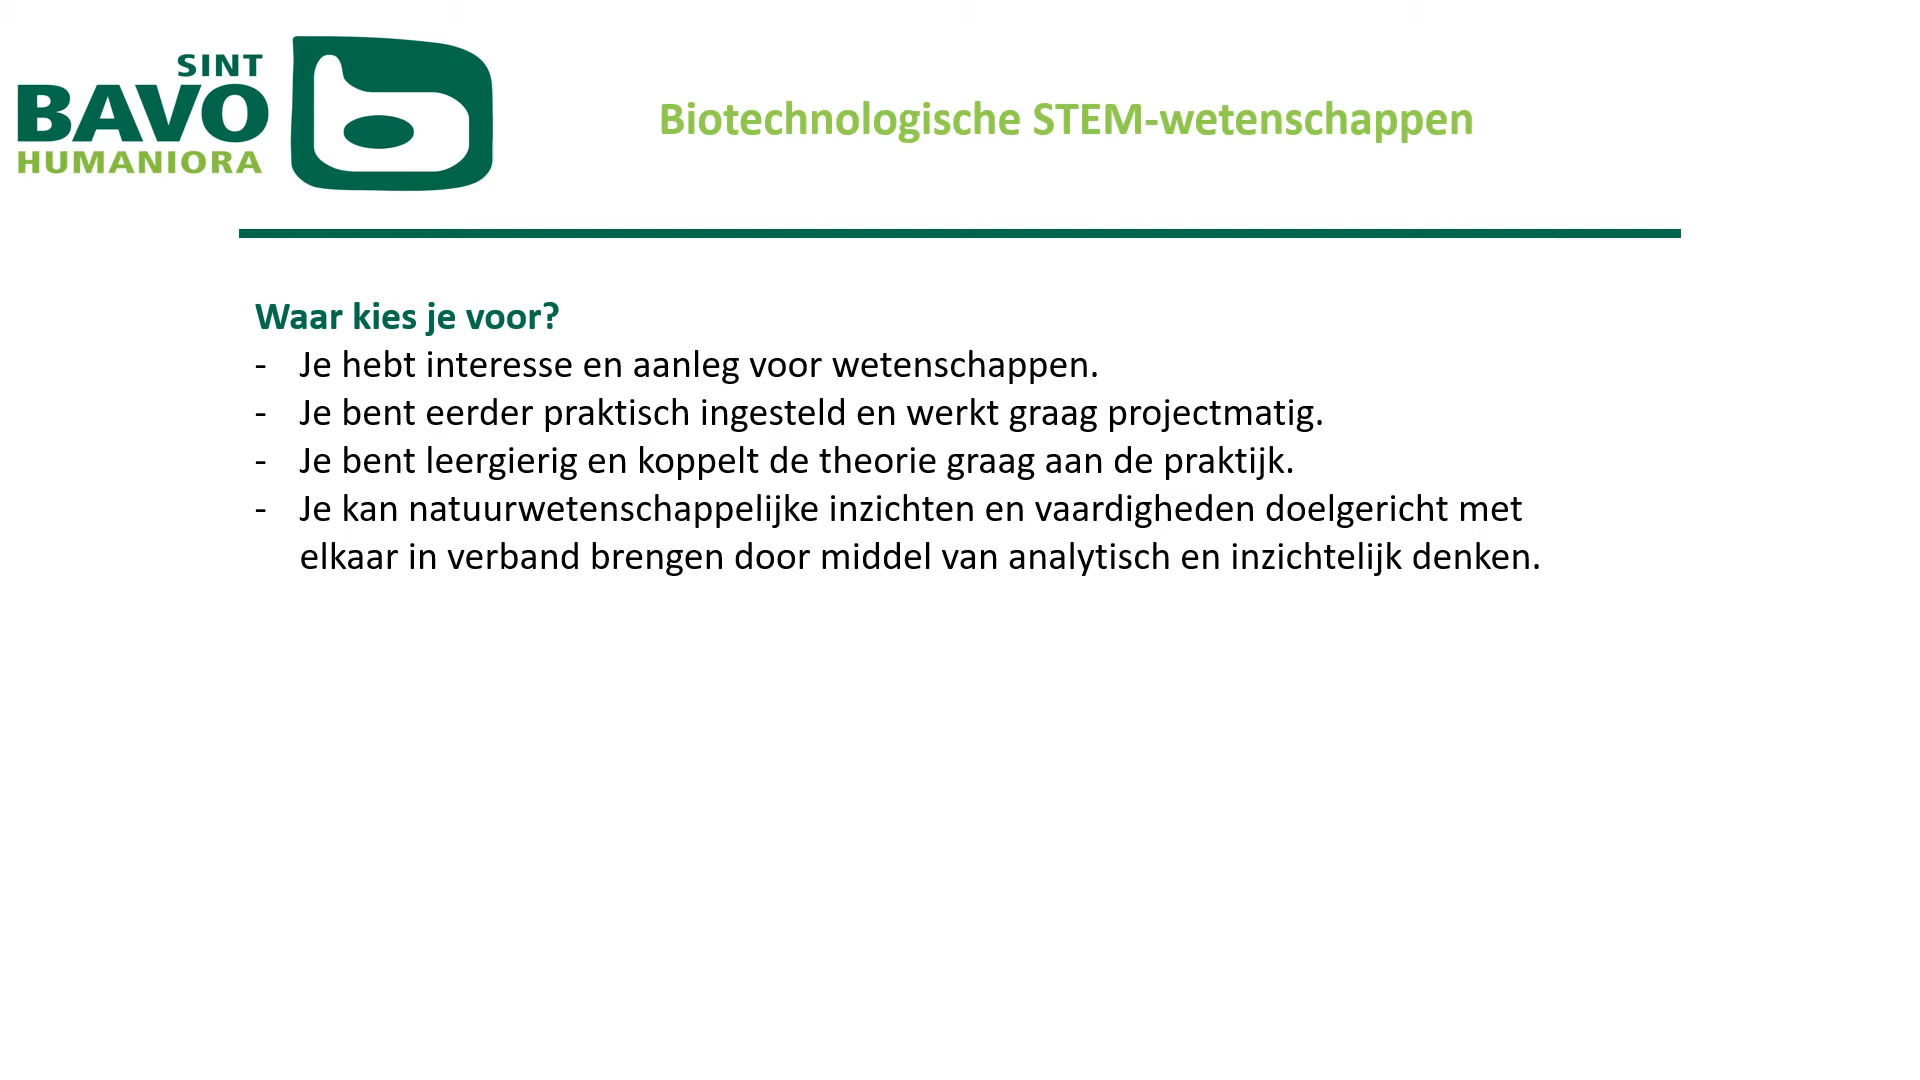 SINT
BAVO
HUMANIORA
Biotechnologische STEM-wetenschappen
Waar kies je voor?
- Je hebt interesse en aanleg voor wetenschappen.
- Je bent eerder praktisch ingesteld en werkt graag projectmatig.
- Je bent leergierig en koppelt de theorie graag aan de praktijk.
- Je kan natuurwetenschappelijke inzichten en vaardigheden doelgericht met
elkaar in verband brengen door middel van analytisch en inzichtelijk denken.